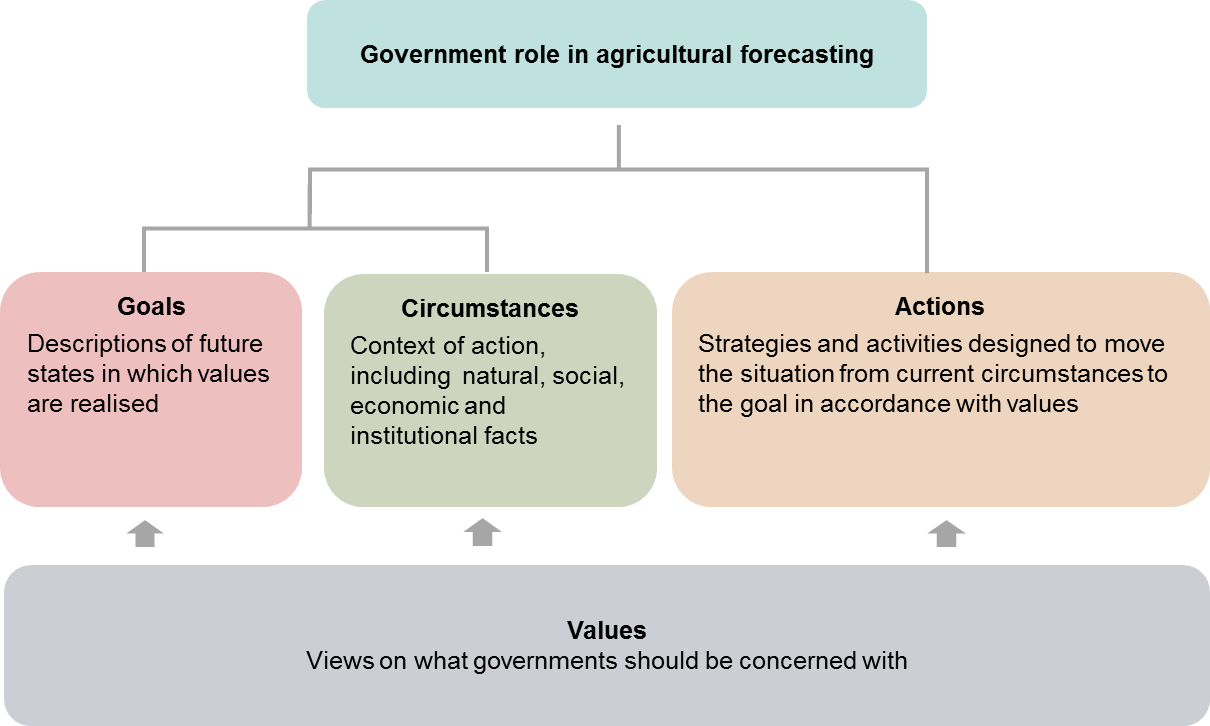 Government role in agricultural forecasting
Goals
Descriptions of future
states in which values
are realised
Circumstances
Context of action,
including natural, social,
economic and
institutional facts
Actions
Strategies and activities designed to move
the situation from current circumstances to
the goal in accordance with values
Values
Views on what governments should be concerned with